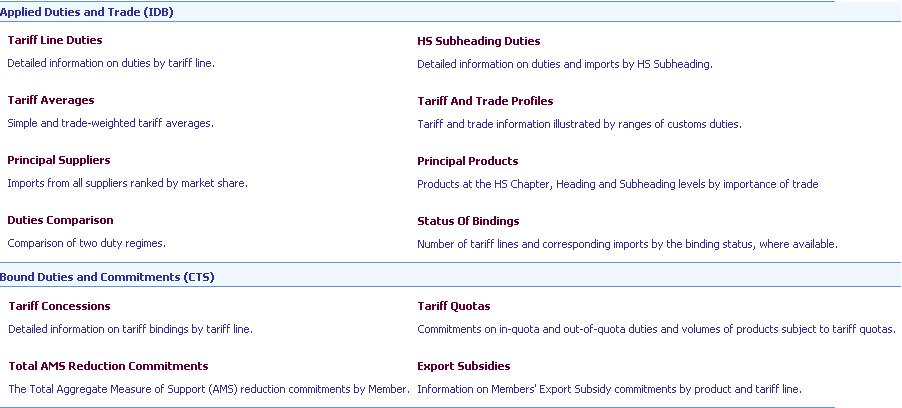 Applied Duties and Trade (IDB)
Tariff Line Duties
Detailed information on duties by tariff line.
HS Subheading Duties
Detailed information on duties and imports by HS Subheading.
Tariff Averages
Simple and trade-weighted tariff averages.
Tariff And Trade Profiles
Tariff and trade information illustrated by ranges of customs duties.
Principal Suppliers
Imports from all suppliers ranked by market share.
Principal Products
Products at the HS Chapter, Heading and Subheading levels by importance of trade
Duties Comparison
Comparison of two duty regimes.
Status Of Bindings
Number of tariff lines and corresponding imports by the binding status, where available.
Bound Duties and Commitments (CTS)
Tariff Concessions
Detailed information on tariff bindings by tariff line.
Tariff Quotas
Commitments on in-quota and out-of-quota duties and volumes of products subject to tariff quotas.
Total AMS Reduction Commitments
The Total Aggregate Measure of Support (AMS) reduction commitments by Member.
Export Subsidies
Information on Members' Export Subsidy commitments by product and tariff line.